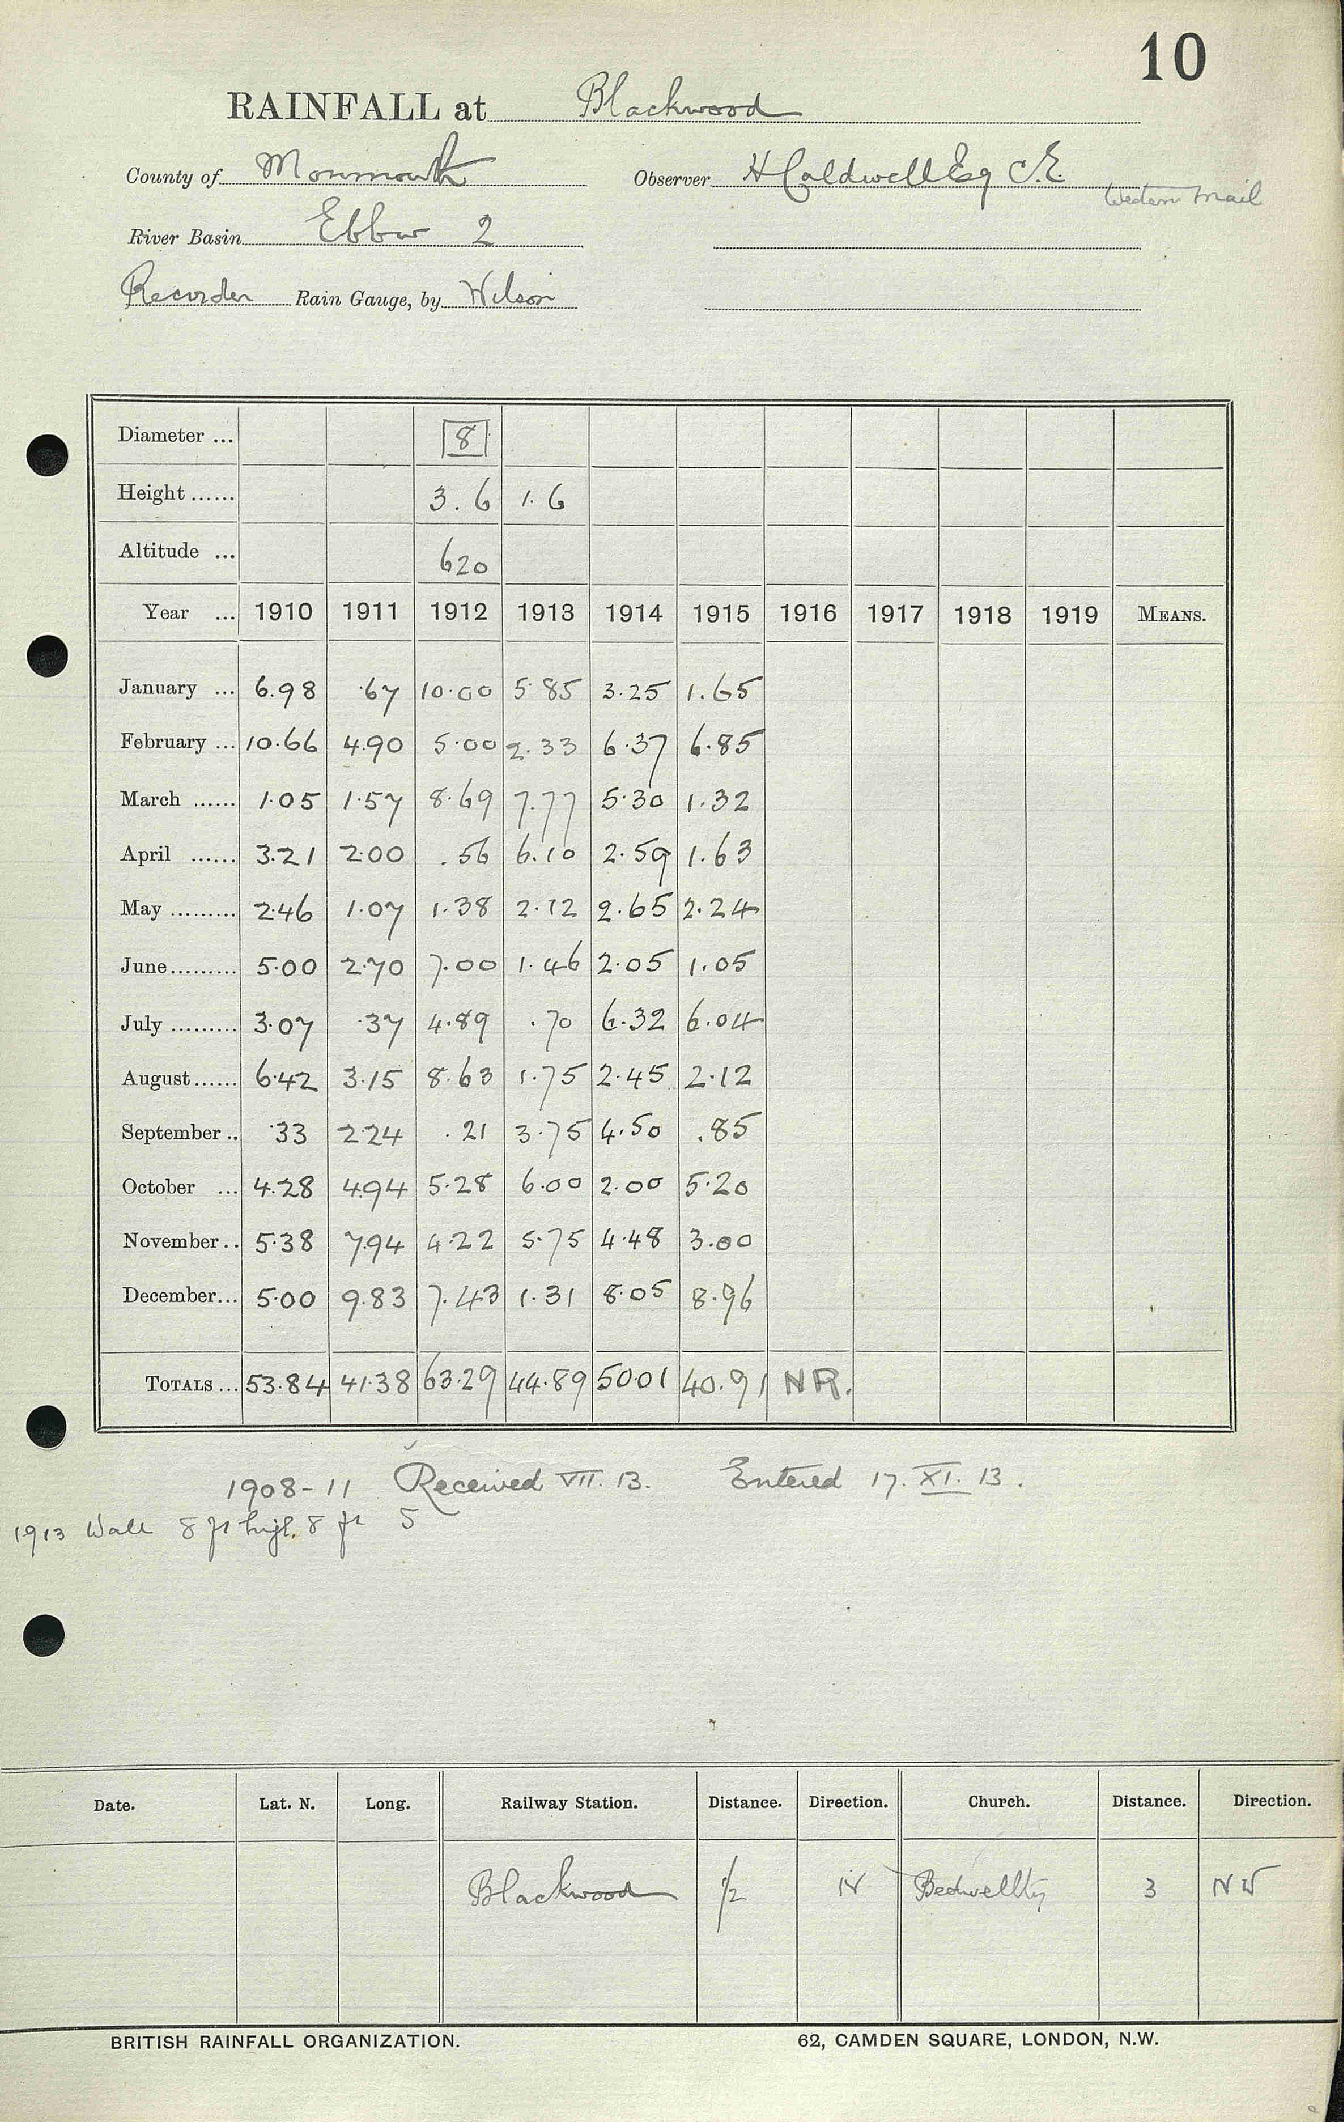 10
RAINFALL at Blackwood
County of Monmouth Observer H Caldwell Esq C.E.
Western Mail
River Basin Ebbw 2
Recorder Rain Gauge, by Wilson
Diameter ... 8
Height ...... 3.6 1.6
Altitude ... 620
Year ... 1910 1911 1912 1913 1914 1915 1916 1917 1918 1919 MEANS.
January ... 6.98 .67 10.00 5.85 3.25 1.65
February ... 10.66 4.90 5.00 2.33 6.37 6.85
March ...... 1.05 1.57 8.69 7.77 5.30 1.32
April ...... 3.21 2.00 .56 6.10 2.59 1.63
May ......... 2.46 1.07 1.38 2.12 2.65 2.24
June ......... 5.00 2.70 7.00 1.46 2.05 1.05
July ......... 3.07 .37 4.89 .70 6.32 6.04
August ...... 6.42 3.15 8.63 1.75 2.45 2.12
September .. .33 2.24 .21 3.75 4.50 .85
October ... 4.28 4.94 5.28 6.00 2.00 5.20
November .. 5.38 7.94 4.22 5.75 4.48 3.00
December ... 5.00 9.83 7.43 1.31 8.05 8.96
TOTALS ... 53.84 41.38 63.29 44.89 5001 40.91 NR.
1908-11 Received VII. 13. Entered 17. XI. 13.
1913 Wall 8 ft high. 8 ft S
Date. Lat. N. Long. Railway Station. Distance. Direction. Church. Distance. Direction.
Blackwood 1/2 N Bedwellty 3 NW
BRITISH RAINFALL ORGANIZATION. 62, CAMDEN SQUARE, LONDON, N.W.